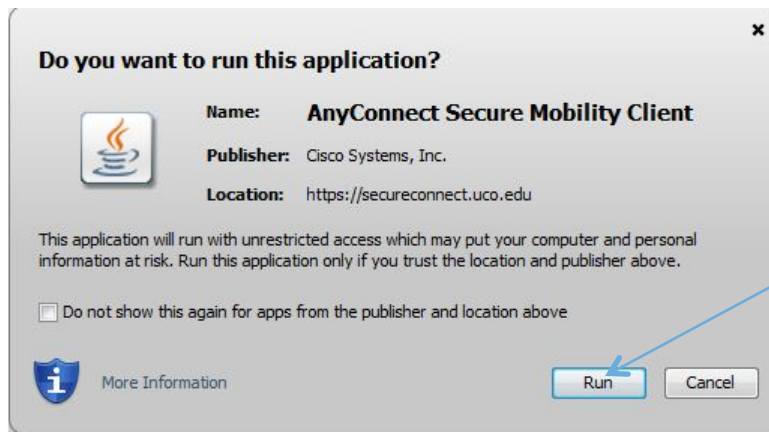 Do you want to run this application?
Name: AnyConnect Secure Mobility Client
Publisher: Cisco Systems, Inc.
Location: https://secureconnect.uco.edu
This application will run with unrestricted access which may put your computer and personal
information at risk. Run this application only if you trust the location and publisher above.
Do not show this again for apps from the publisher and location above
More Information
Run Cancel